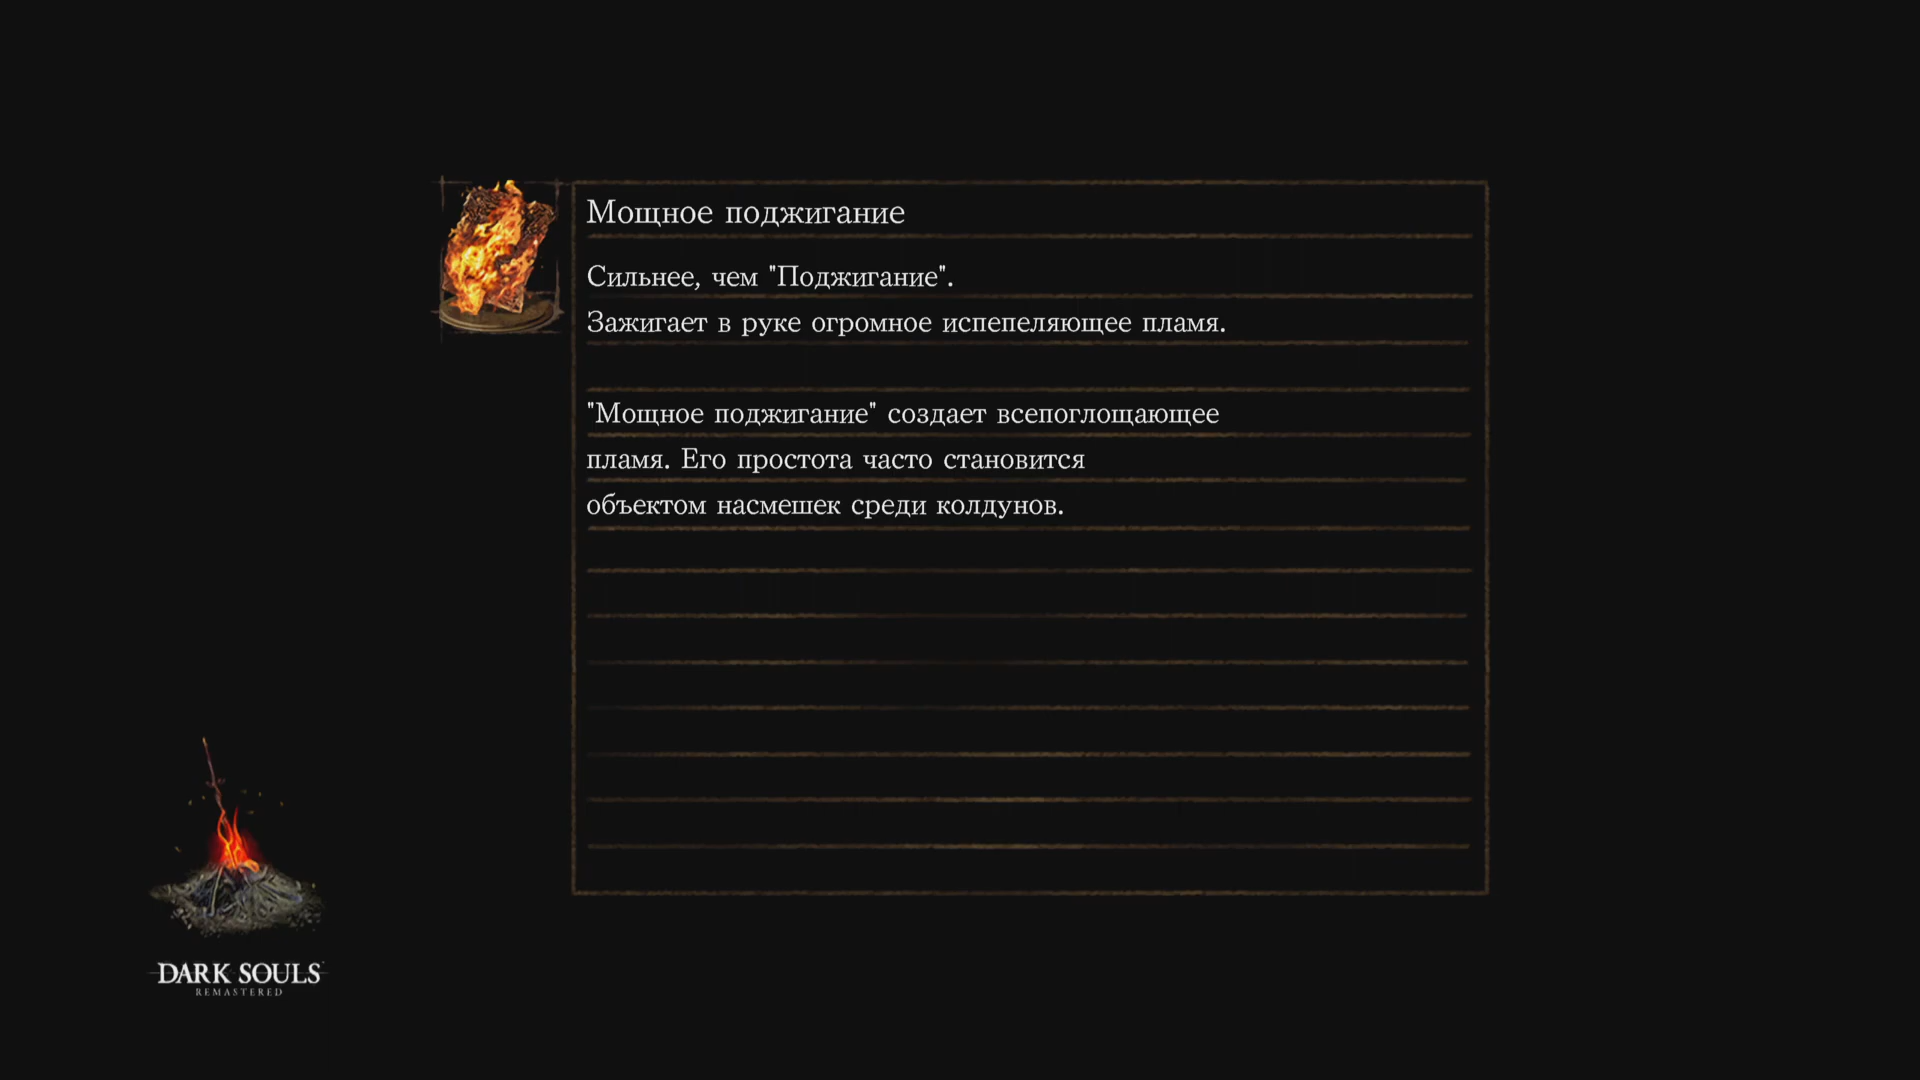 Мощное поджигание
Сильнее, чем "Поджигание".
Зажигает в руке огромное испепеляющее пламя.
"Мощное поджигание" создает всепоглощающее
пламя. Его простота часто становится
объектом насмешек среди колдунов.
DARK SOULS
REMASTERED